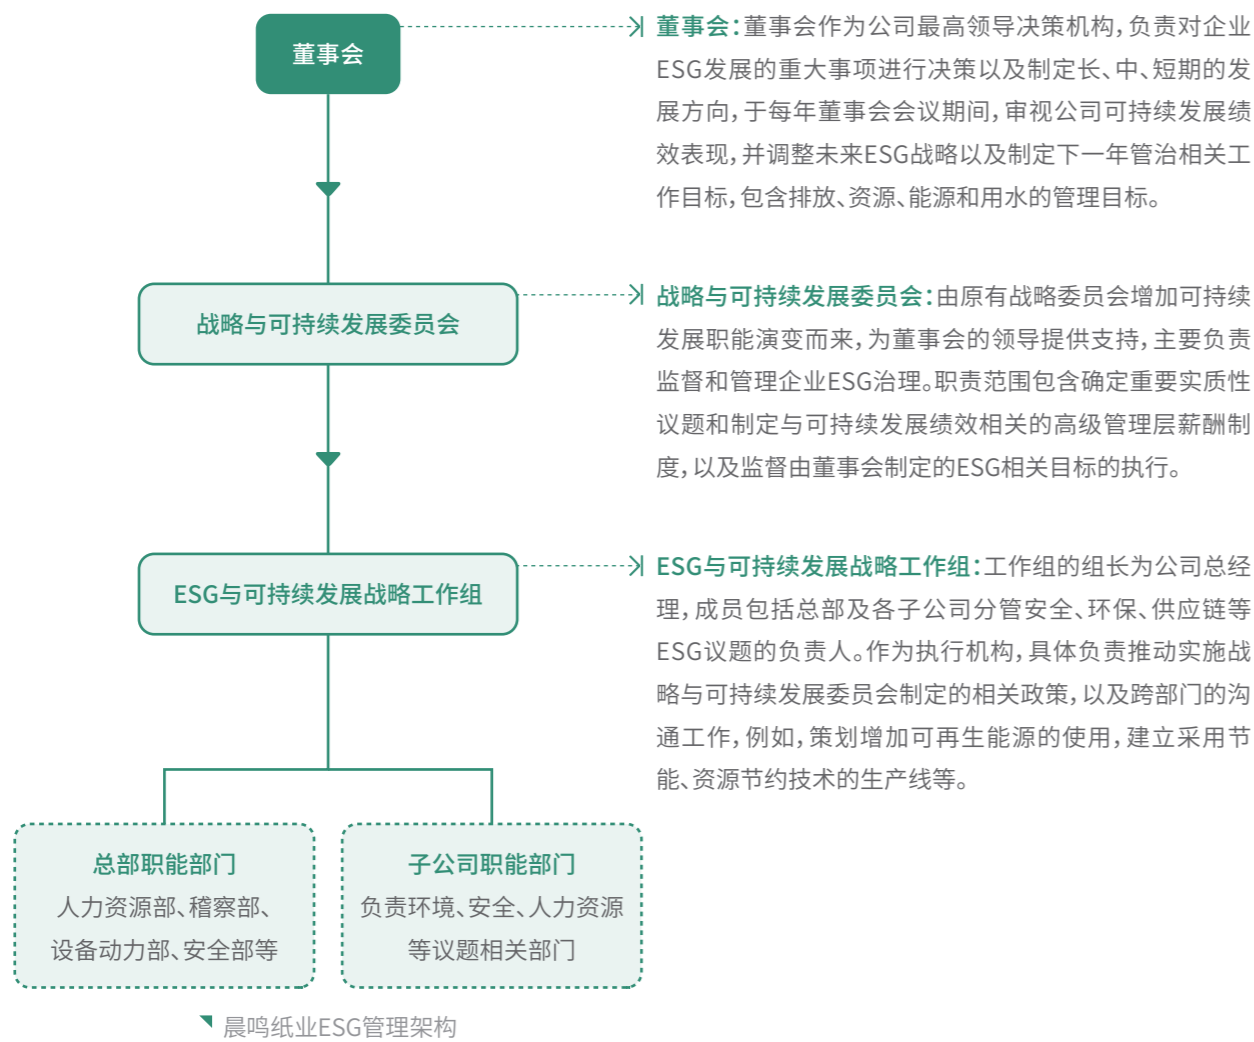 董事会
董事会：董事会作为公司最高领导决策机构，负责对企业
ESG发展的重大事项进行决策以及制定长、中、短期的发
展方向，于每年董事会会议期间，审视公司可持续发展绩
效表现，并调整未来ESG战略以及制定下一年管治相关工
作目标，包含排放、资源、能源和用水的管理目标。
战略与可持续发展委员会
战略与可持续发展委员会：由原有战略委员会增加可持续
发展职能演变而来，为董事会的领导提供支持，主要负责
监督和管理企业ESG治理。职责范围包含确定重要实质性
议题和制定与可持续发展绩效相关的高级管理层薪酬制
度，以及监督由董事会制定的ESG相关目标的执行。
ESG与可持续发展战略工作组
ESG与可持续发展战略工作组：工作组的组长为公司总经
理，成员包括总部及各子公司分管安全、环保、供应链等
ESG议题的负责人。作为执行机构，具体负责推动实施战
略与可持续发展委员会制定的相关政策，以及跨部门的沟
通工作，例如，策划增加可再生能源的使用，建立采用节
能、资源节约技术的生产线等。
总部职能部门
人力资源部、稽察部、
设备动力部、安全部等
子公司职能部门
负责环境、安全、人力资源
等议题相关部门
晨鸣纸业ESG管理架构